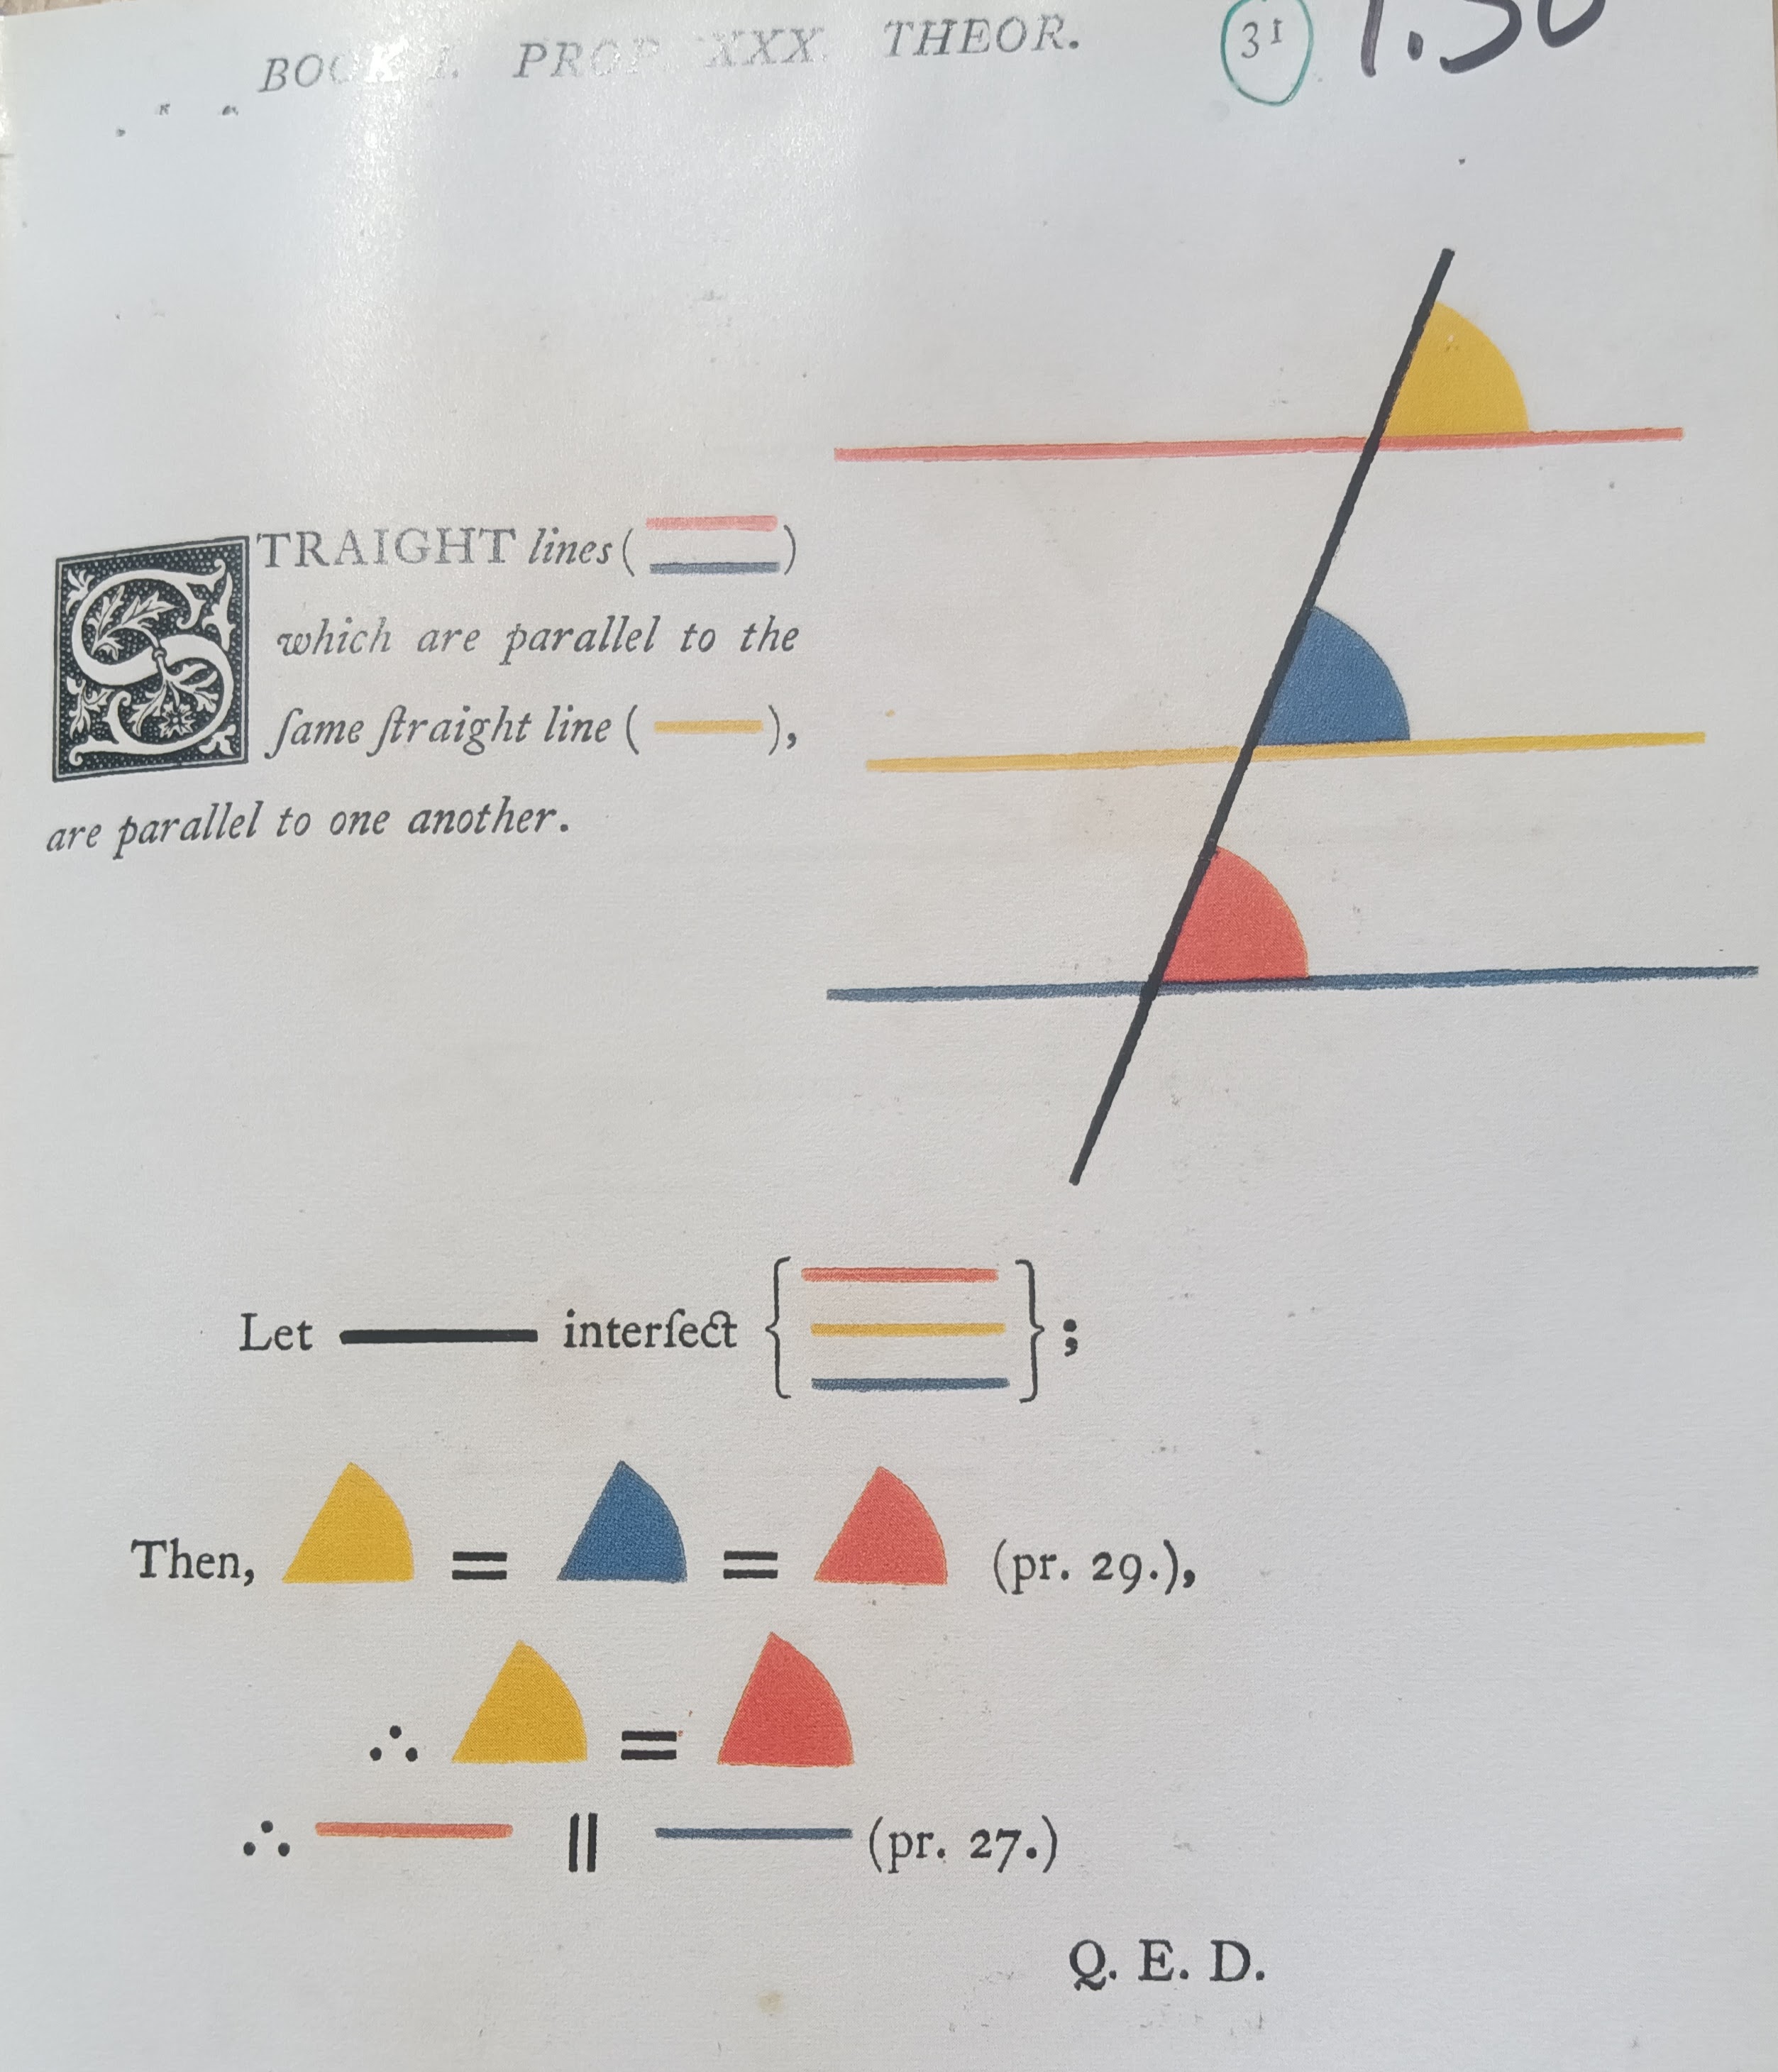 BOOK I. PROP. XXX. THEOR. 31 1.30
STRAIGHT lines ( )
which are parallel to the
ſame ſtraight line ( ),
are parallel to one another.
Let interſect { } ;
Then, = = (pr. 29.),
∴ =
∴ || (pr. 27.)
Q. E. D.